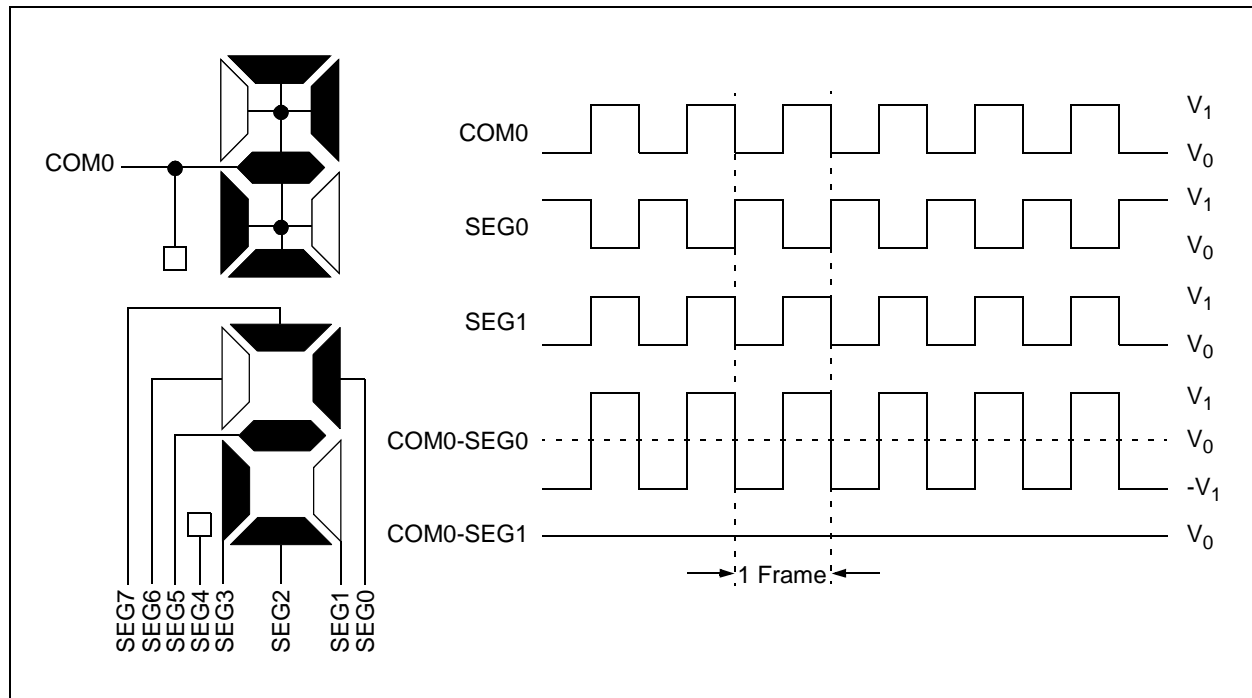 COM0
COM0
V1
V0
SEG0
V1
V0
SEG1
V1
V0
COM0-SEG0
V1
V0
-V1
COM0-SEG1
V0
1 Frame
SEG7
SEG6
SEG5
SEG4
SEG3
SEG2
SEG1
SEG0